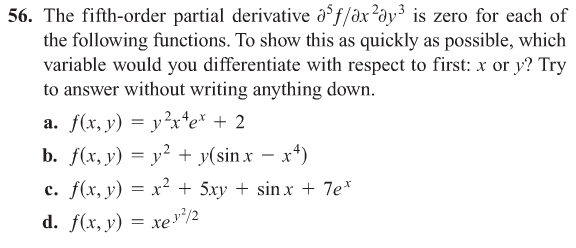 56. The fifth-order partial derivative ∂⁵f/∂x²∂y³ is zero for each of
the following functions. To show this as quickly as possible, which
variable would you differentiate with respect to first: x or y? Try
to answer without writing anything down.
a. f(x, y) = y²x⁴eˣ + 2
b. f(x, y) = y² + y(sin x − x⁴)
c. f(x, y) = x² + 5xy + sin x + 7eˣ
d. f(x, y) = xe^(y²/2)